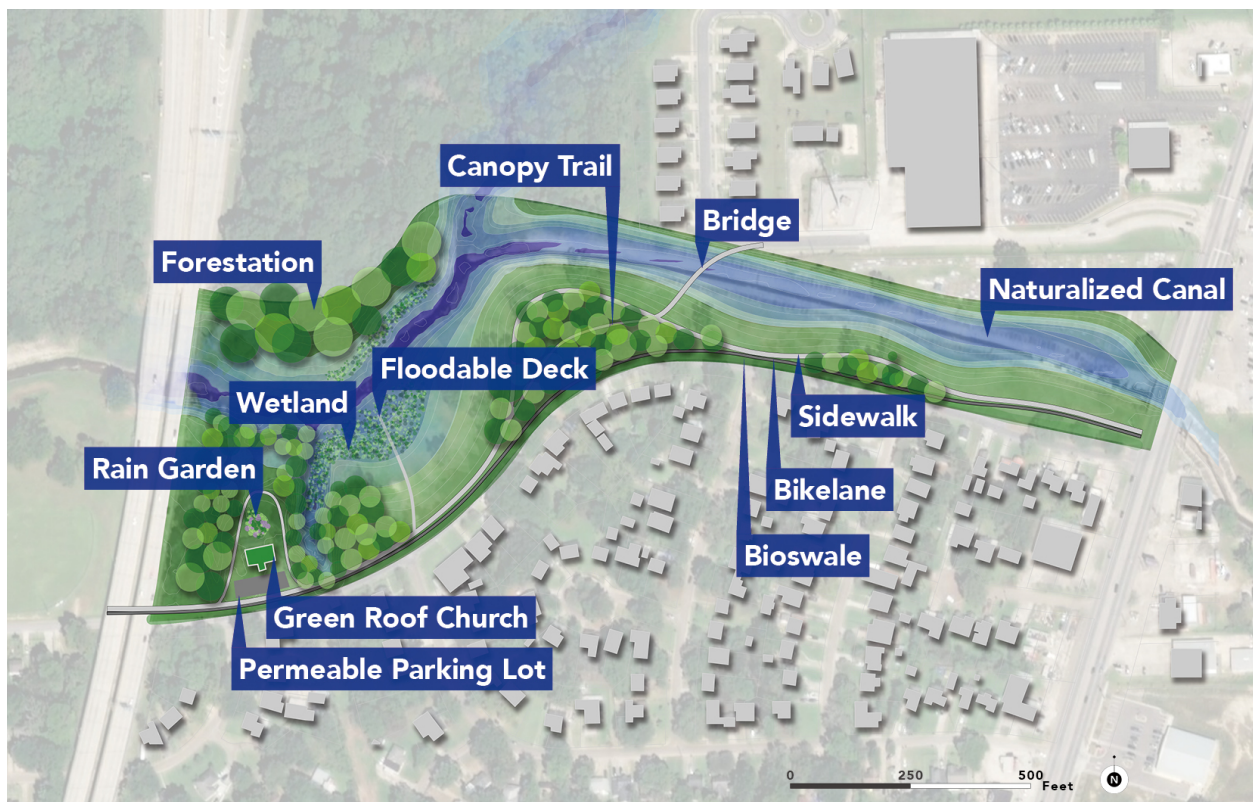 Canopy Trail
Bridge
Forestation
Naturalized Canal
Floodable Deck
Wetland
Sidewalk
Rain Garden
Bikelane
Bioswale
Green Roof Church
Permeable Parking Lot
0 250 500
Feet
N